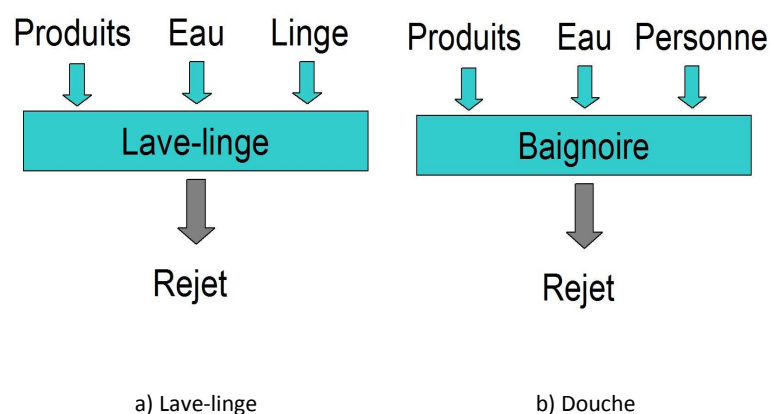 Produits Eau Linge
Lave-linge
Rejet
a) Lave-linge
Produits Eau Personne
Baignoire
Rejet
b) Douche